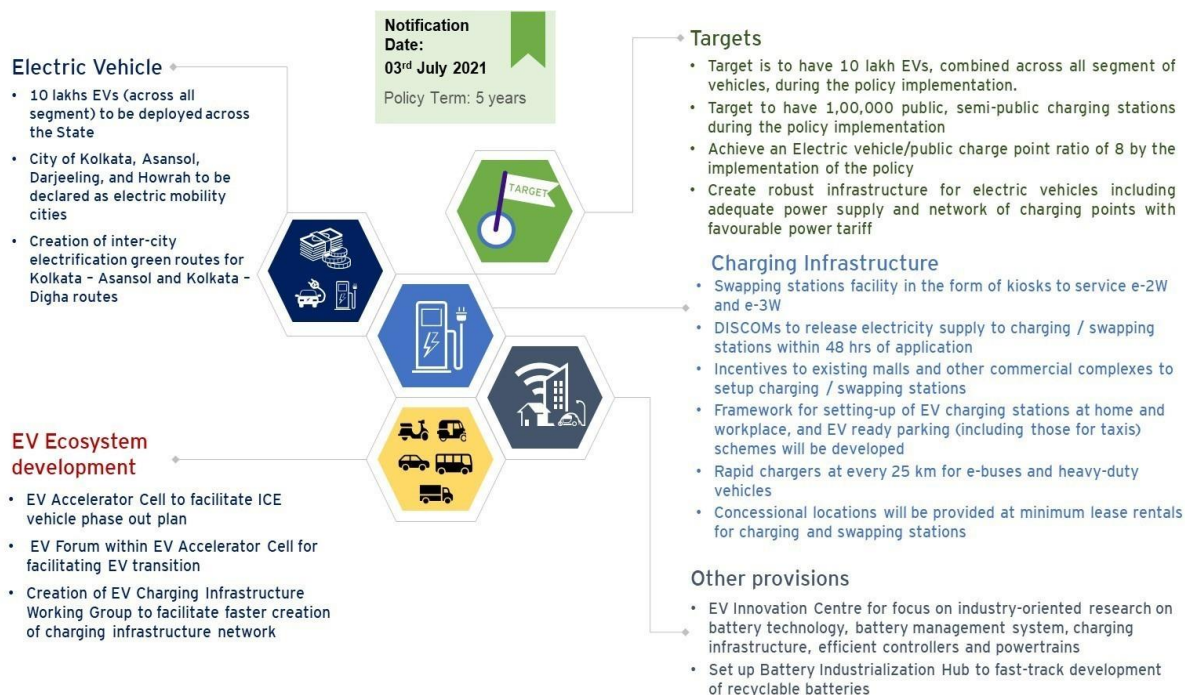 Notification
Date:
03rd July 2021
Policy Term: 5 years
Electric Vehicle
• 10 lakhs EVs (across all
segment) to be deployed across
the State
• City of Kolkata, Asansol,
Darjeeling, and Howrah to be
declared as electric mobility
cities
• Creation of inter-city
electrification green routes for
Kolkata – Asansol and Kolkata –
Digha routes
EV Ecosystem
development
• EV Accelerator Cell to facilitate ICE
vehicle phase out plan
• EV Forum within EV Accelerator Cell for
facilitating EV transition
• Creation of EV Charging Infrastructure
Working Group to facilitate faster creation
of charging infrastructure network
TARGET
Targets
• Target is to have 10 lakh EVs, combined across all segment of
vehicles, during the policy implementation.
• Target to have 1,00,000 public, semi-public charging stations
during the policy implementation
• Achieve an Electric vehicle/public charge point ratio of 8 by the
implementation of the policy
• Create robust infrastructure for electric vehicles including
adequate power supply and network of charging points with
favourable power tariff
Charging Infrastructure
• Swapping stations facility in the form of kiosks to service e-2W
and e-3W
• DISCOMs to release electricity supply to charging / swapping
stations within 48 hrs of application
• Incentives to existing malls and other commercial complexes to
setup charging / swapping stations
• Framework for setting-up of EV charging stations at home and
workplace, and EV ready parking (including those for taxis)
schemes will be developed
• Rapid chargers at every 25 km for e-buses and heavy-duty
vehicles
• Concessional locations will be provided at minimum lease rentals
for charging and swapping stations
Other provisions
• EV Innovation Centre for focus on industry-oriented research on
battery technology, battery management system, charging
infrastructure, efficient controllers and powertrains
• Set up Battery Industrialization Hub to fast-track development
of recyclable batteries